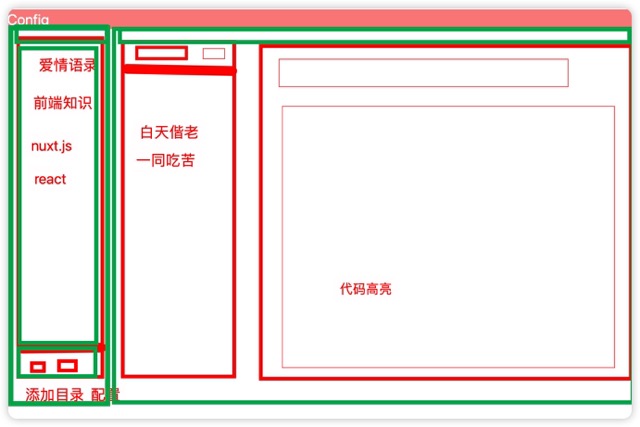 Config
爱情语录
前端知识
nuxt.js
react
添加目录 配置
白天偕老
一同吃苦
代码高亮